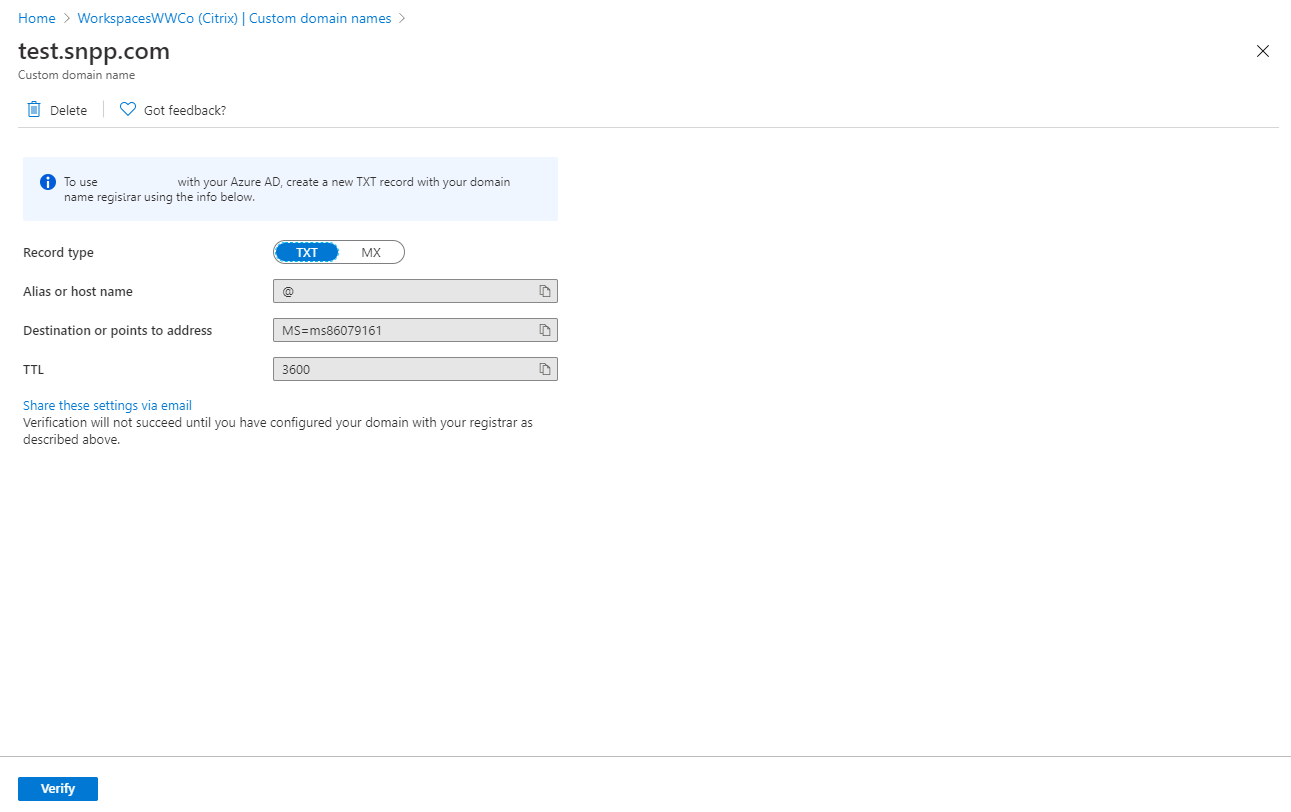 Home > WorkspacesWWCo (Citrix) | Custom domain names >
test.snpp.com
Custom domain name
Delete
Got feedback?
To use with your Azure AD, create a new TXT record with your domain
name registrar using the info below.
Record type
TXT
MX
Alias or host name
@
Destination or points to address
MS=ms86079161
TTL
3600
Share these settings via email
Verification will not succeed until you have configured your domain with your registrar as
described above.
Verify